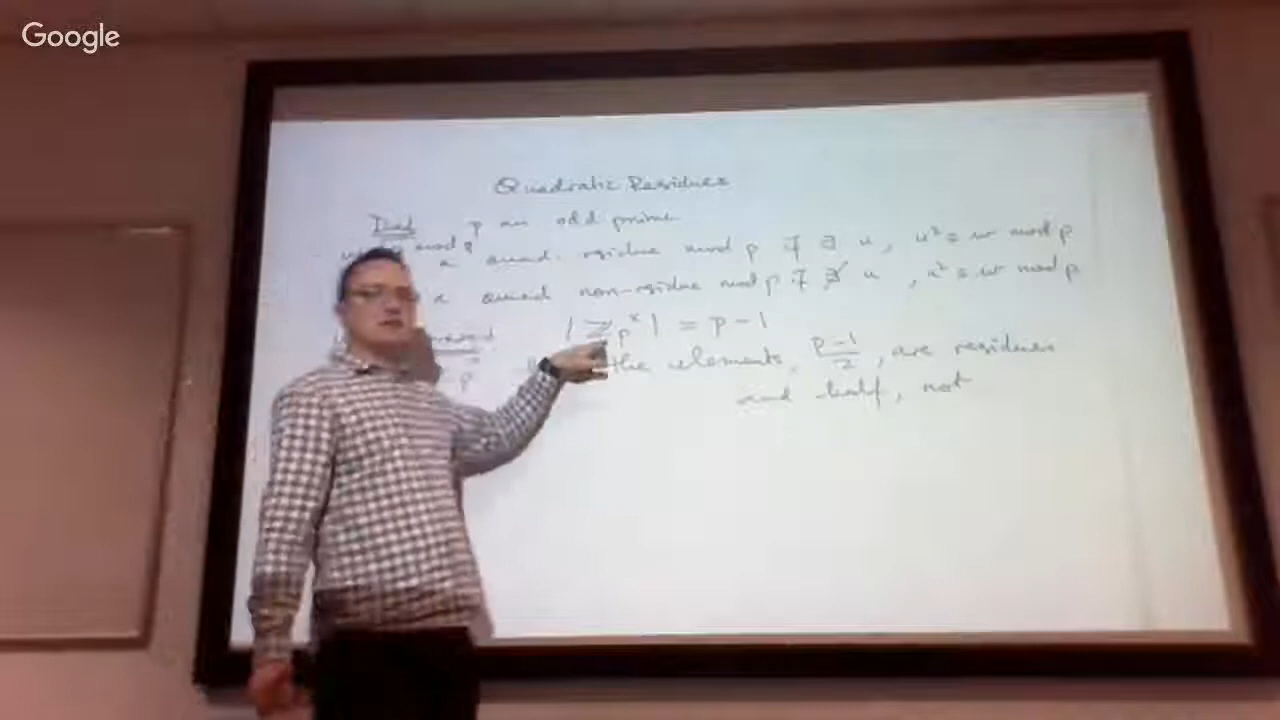 Google
Quadratic Residues
p an odd prime
mod p a quad. residue mod p if ∃ u, u² ≡ w mod p
a quad non-residue mod p if ∄ u, u² ≡ w mod p
|ℤp^x| = p-1
the elements, p-1/2, are residues
and half, not